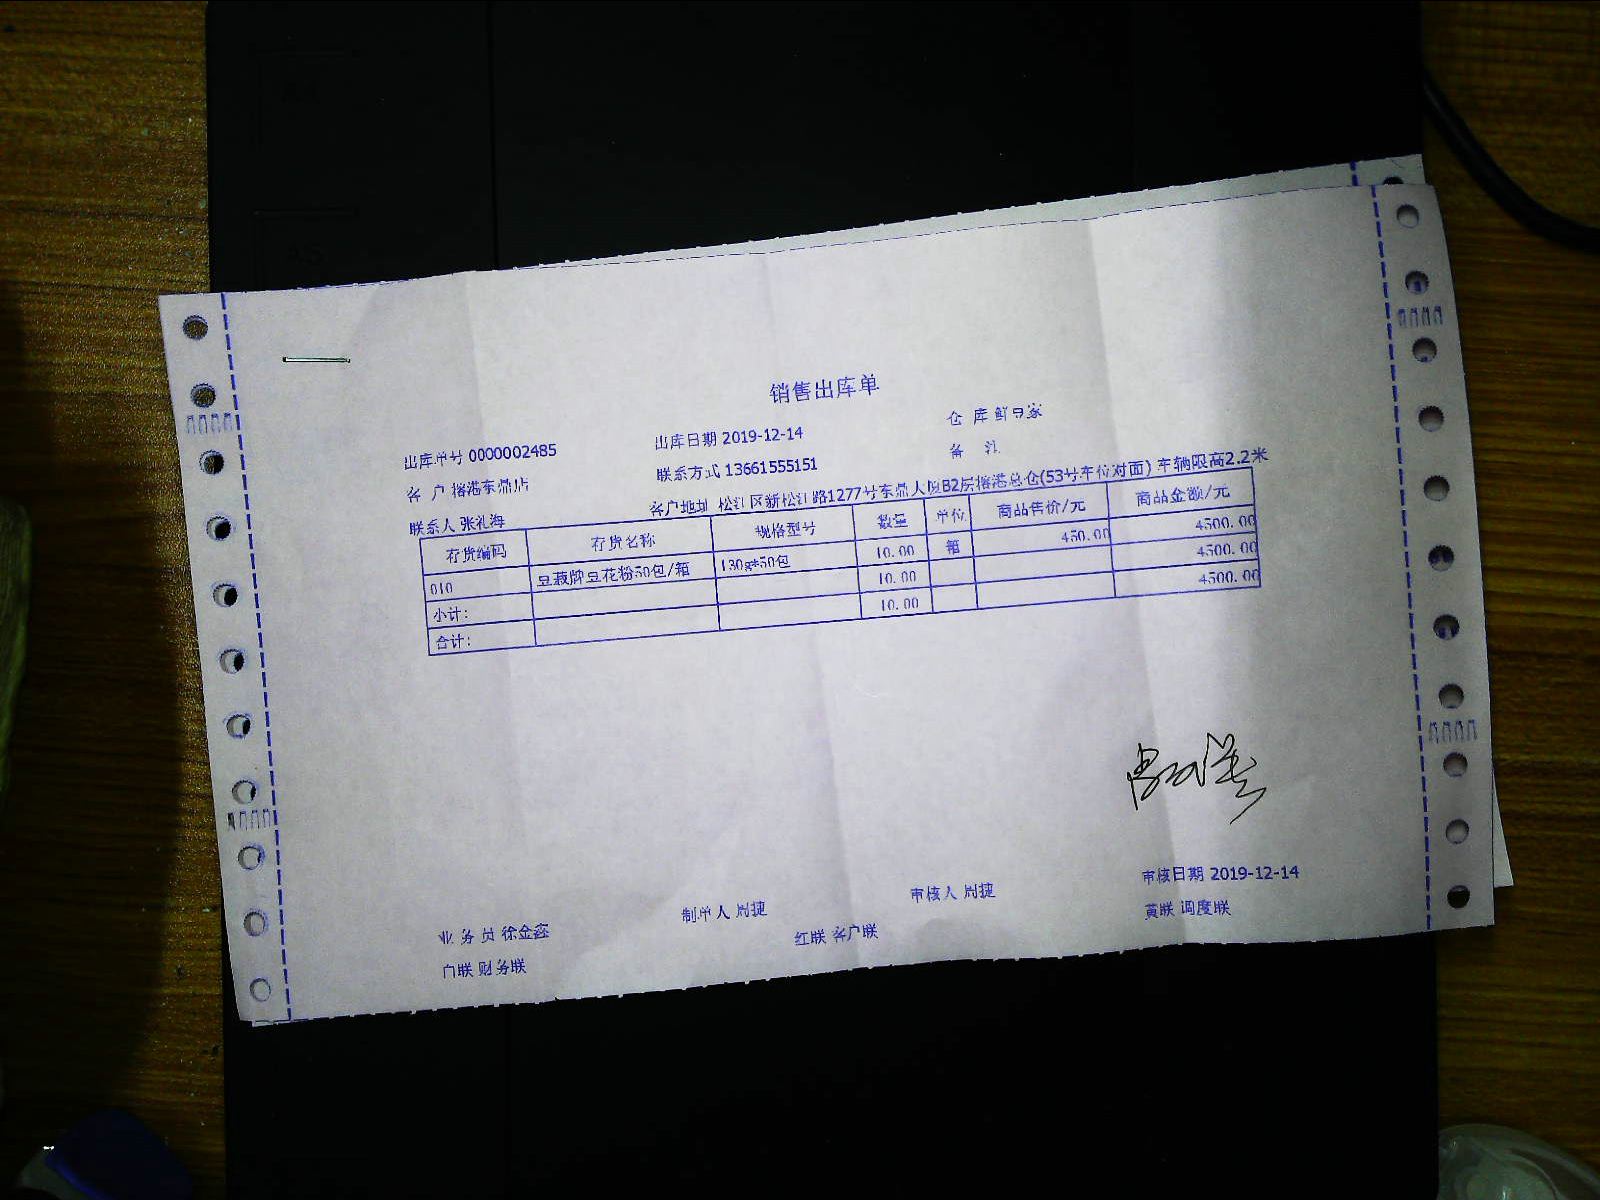 销售出库单
出库单号 0000002485 出库日期 2019-12-14 仓 库 鲜导家
客 户 榕港东鼎店 联系方式 13661555151 备 注
联系人 张礼海 客户地址 松江区新松江路1277号东鼎人厦B2层榕港总仓(53号车位对面) 车辆限高2.2米
存货编码 存货名称 规格型号 数量 单位 商品售价/元 商品金额/元
010 豆蔻牌豆花粉50包/箱 130g*50包 10.00 箱 450.00 4500.00
小计: 10.00 4500.00
合计: 10.00 4500.00
业 务 员 徐金鑫 制单人 周捷 审核人 周捷 审核日期 2019-12-14
白联 财务联 红联 客户联 黄联 调度联